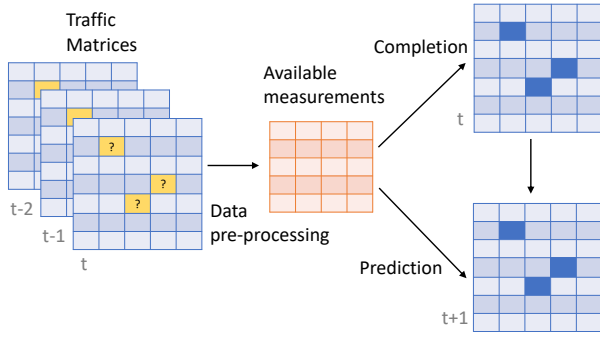 Traffic
Matrices
?
?
?
t-2
t-1
t
Data
pre-processing
Available
measurements
Completion
t
Prediction
t+1